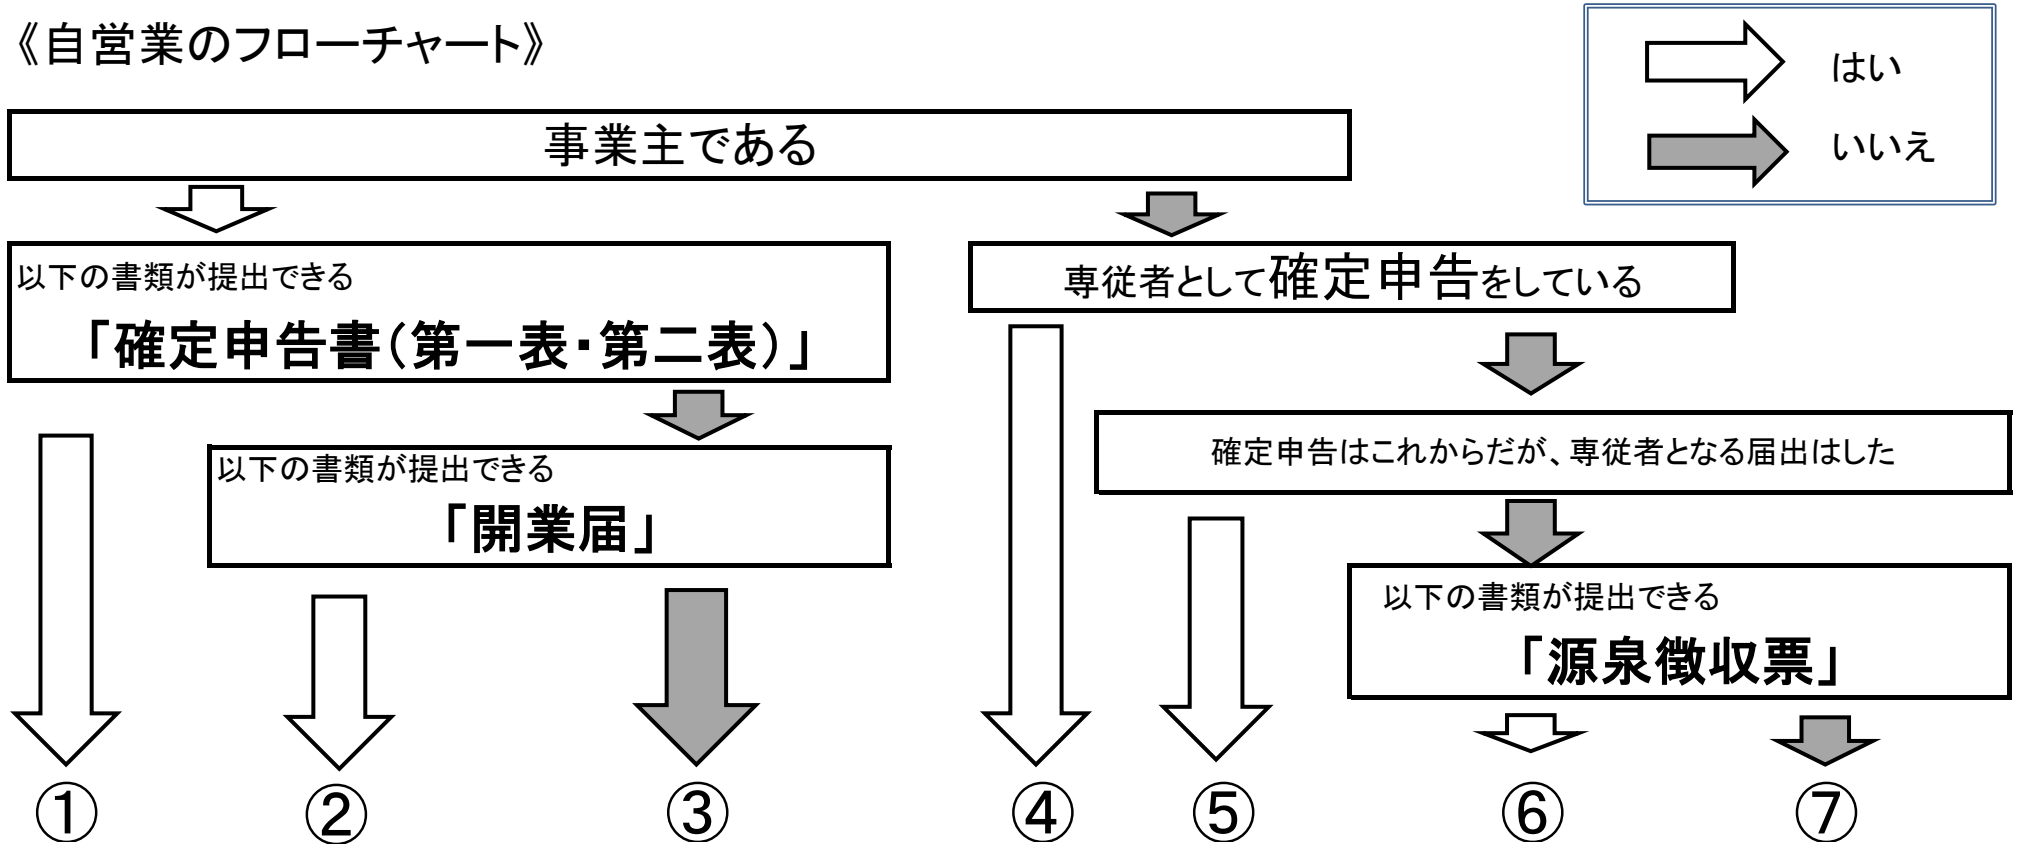 《自営業のフローチャート》
はい
いいえ
事業主である
以下の書類が提出できる
「確定申告書(第一表・第二表)」
専従者として確定申告をしている
以下の書類が提出できる
「開業届」
確定申告はこれからだが、専従者となる届出はした
以下の書類が提出できる
「源泉徴収票」
① ② ③ ④ ⑤ ⑥ ⑦